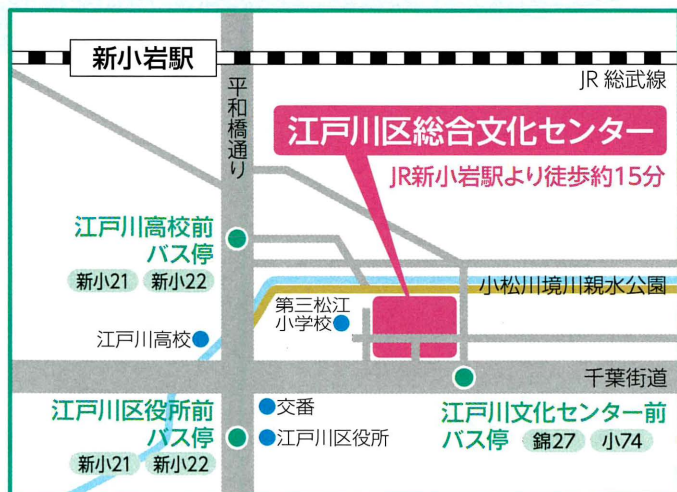 新小岩駅
JR 総武線
平和橋通り
江戸川区総合文化センター
JR新小岩駅より徒歩約15分
江戸川高校前
バス停
新小21 新小22
小松川境川親水公園
第三松江
小学校
江戸川高校
千葉街道
江戸川区役所前
バス停
新小21 新小22
交番
江戸川区役所
江戸川文化センター前
バス停 錦27 小74